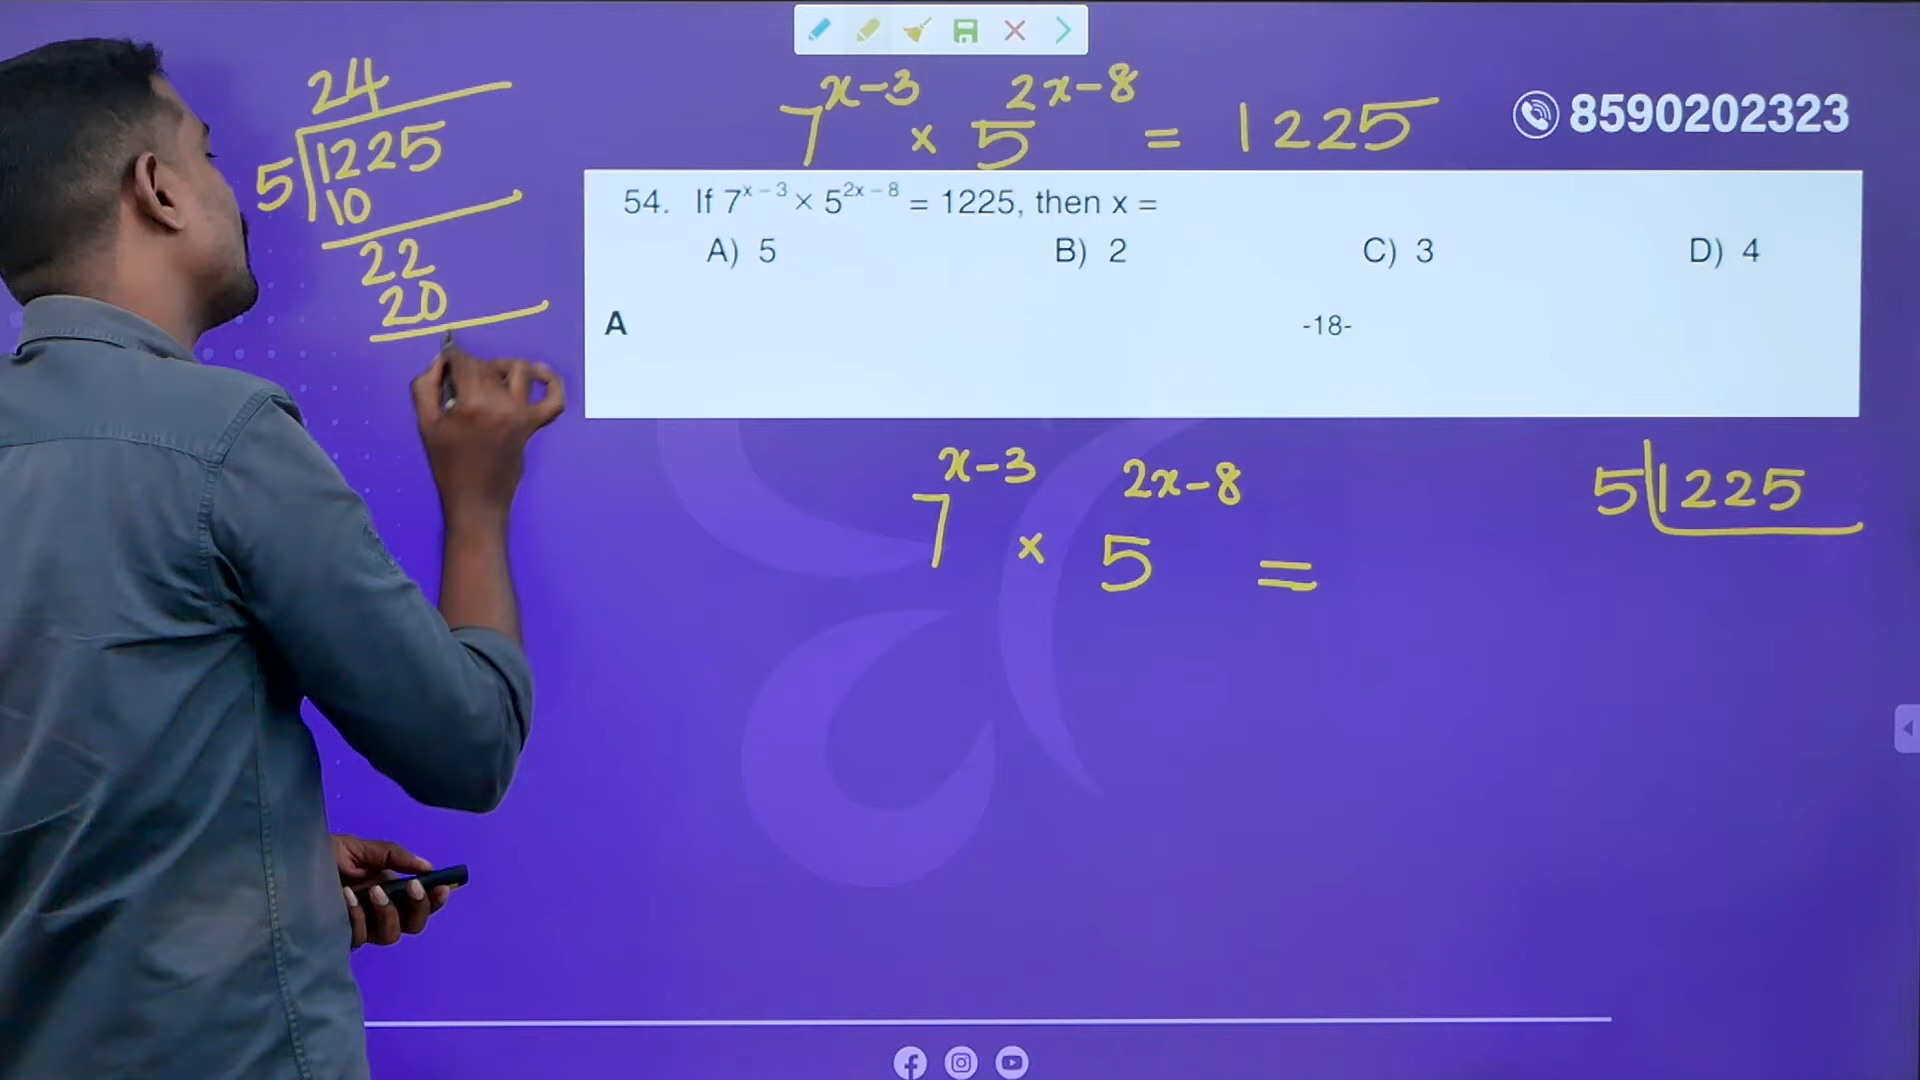 24
5 1225
10
22
20
7^{x-3} × 5^{2x-8} = 1225
8590202323
54. If 7^{x-3} × 5^{2x-8} = 1225, then x =
A) 5 B) 2 C) 3 D) 4
A -18-
7^{x-3} × 5^{2x-8} =
5 1225